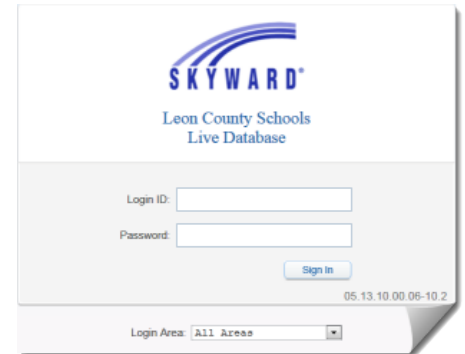 SKYWARD®
Leon County Schools
Live Database
Login ID:
Password:
Sign In
05.13.10.00.06-10.2
Login Area: All Areas